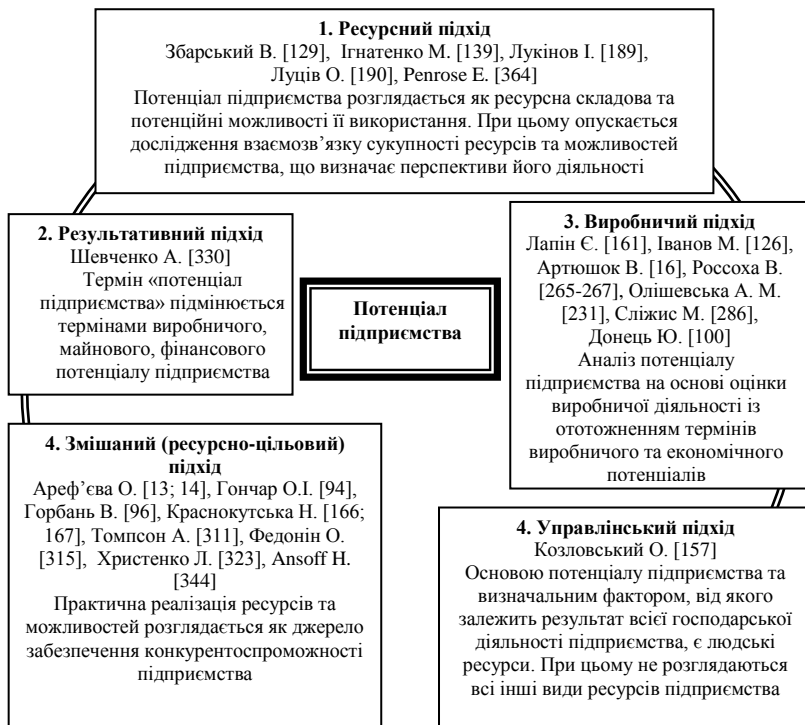 1. Ресурсний підхід
Збарський В. [129], Ігнатенко М. [139], Лукінов І. [189],
Луців О. [190], Penrose E. [364]
Потенціал підприємства розглядається як ресурсна складова та
потенційні можливості її використання. При цьому опускається
дослідження взаємозв’язку сукупності ресурсів та можливостей
підприємства, що визначає перспективи його діяльності
2. Результативний підхід
Шевченко А. [330]
Термін «потенціал
підприємства» підмінюється
термінами виробничого,
майнового, фінансового
потенціалу підприємства
Потенціал
підприємства
3. Виробничий підхід
Лапін Є. [161], Іванов М. [126],
Артюшок В. [16], Россоха В.
[265-267], Олішевська А. М.
[231], Сліжис М. [286],
Донець Ю. [100]
Аналіз потенціалу
підприємства на основі оцінки
виробничої діяльності із
ототоженням термінів
виробничого та економічного
потенціалів
4. Змішаний (ресурсно-цільовий)
підхід
Ареф’єва О. [13; 14], Гончар О.І. [94],
Горбань В. [96], Краснокутська Н. [166;
167], Томпсон А. [311], Федонін О.
[315], Христенко Л. [323], Ansoff H.
[344]
Практична реалізація ресурсів та
можливостей розглядається як джерело
забезпечення конкурентоспроможності
підприємства
4. Управлінський підхід
Козловський О. [157]
Основою потенціалу підприємства та
визначальним фактором, від якого
залежить результат всієї господарської
діяльності підприємства, є людські
ресурси. При цьому не розглядаються
всі інші види ресурсів підприємства